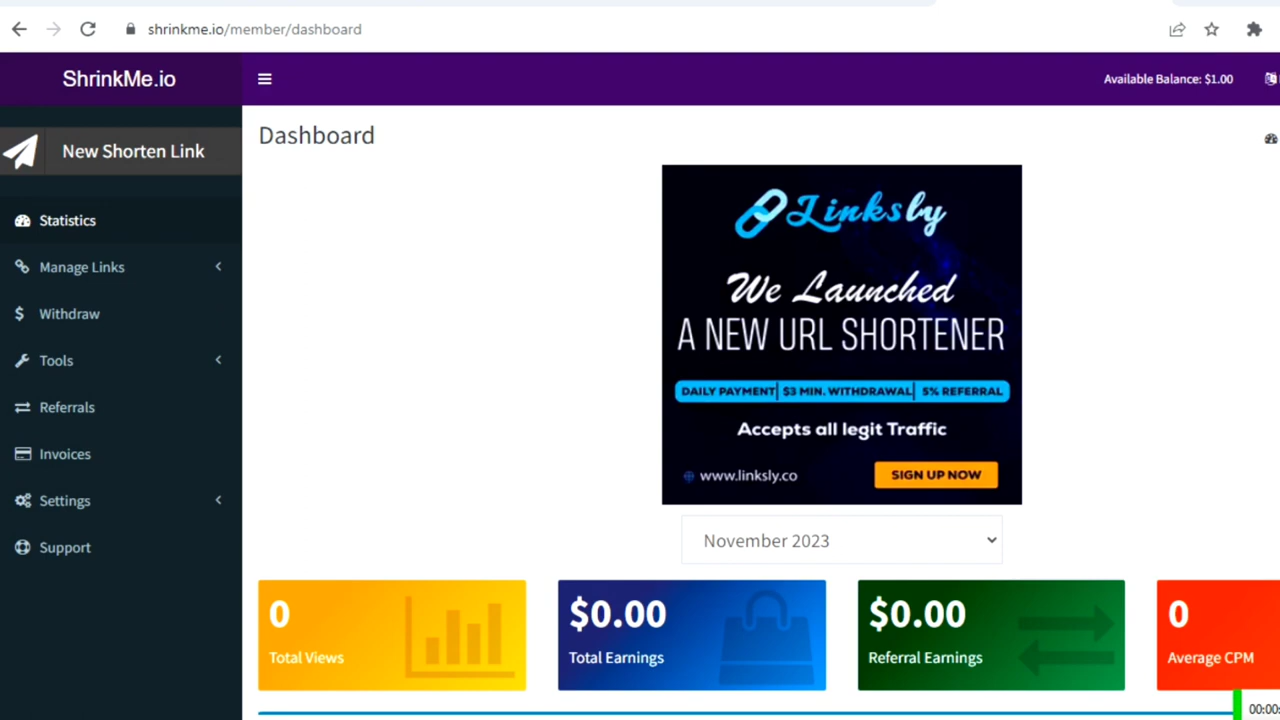 shrinkme.io/member/dashboard
ShrinkMe.io
Available Balance: $1.00
New Shorten Link
Dashboard
Statistics
Manage Links
Withdraw
Tools
Referrals
Invoices
Settings
Support
Linksly
We Launched
A NEW URL SHORTENER
DAILY PAYMENT| $3 MIN. WITHDRAWAL| 5% REFERRAL
Accepts all legit Traffic
www.linksly.co
SIGN UP NOW
November 2023
0
Total Views
$0.00
Total Earnings
$0.00
Referral Earnings
0
Average CPM
00:00: